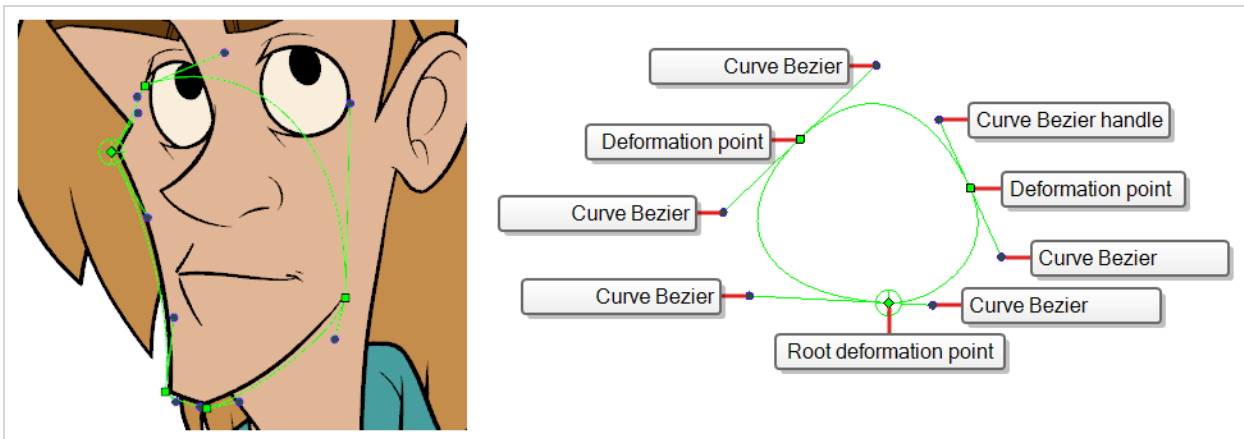 Curve Bezier
Curve Bezier handle
Deformation point
Deformation point
Curve Bezier
Curve Bezier
Curve Bezier
Curve Bezier
Root deformation point